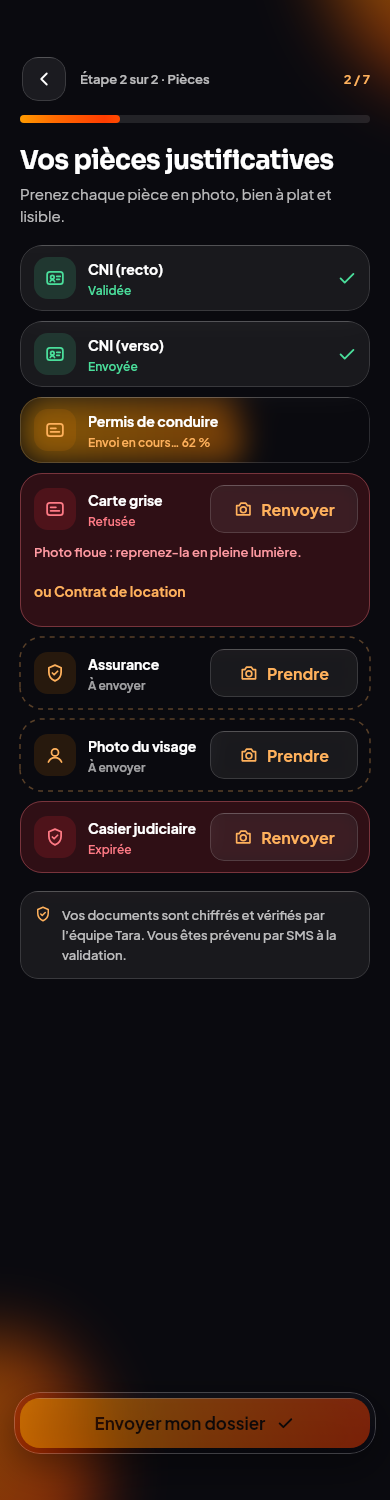 Étape 2 sur 2 · Pièces
2 / 7
Vos pièces justificatives
Prenez chaque pièce en photo, bien à plat et
lisible.
CNI (recto)
Validée
CNI (verso)
Envoyée
Permis de conduire
Envoi en cours… 62 %
Carte grise
Refusée
Renvoyer
Photo floue : reprenez-la en pleine lumière.
ou Contrat de location
Assurance
À envoyer
Prendre
Photo du visage
À envoyer
Prendre
Casier judiciaire
Expirée
Renvoyer
Vos documents sont chiffrés et vérifiés par
l’équipe Tara. Vous êtes prévenu par SMS à la
validation.
Envoyer mon dossier